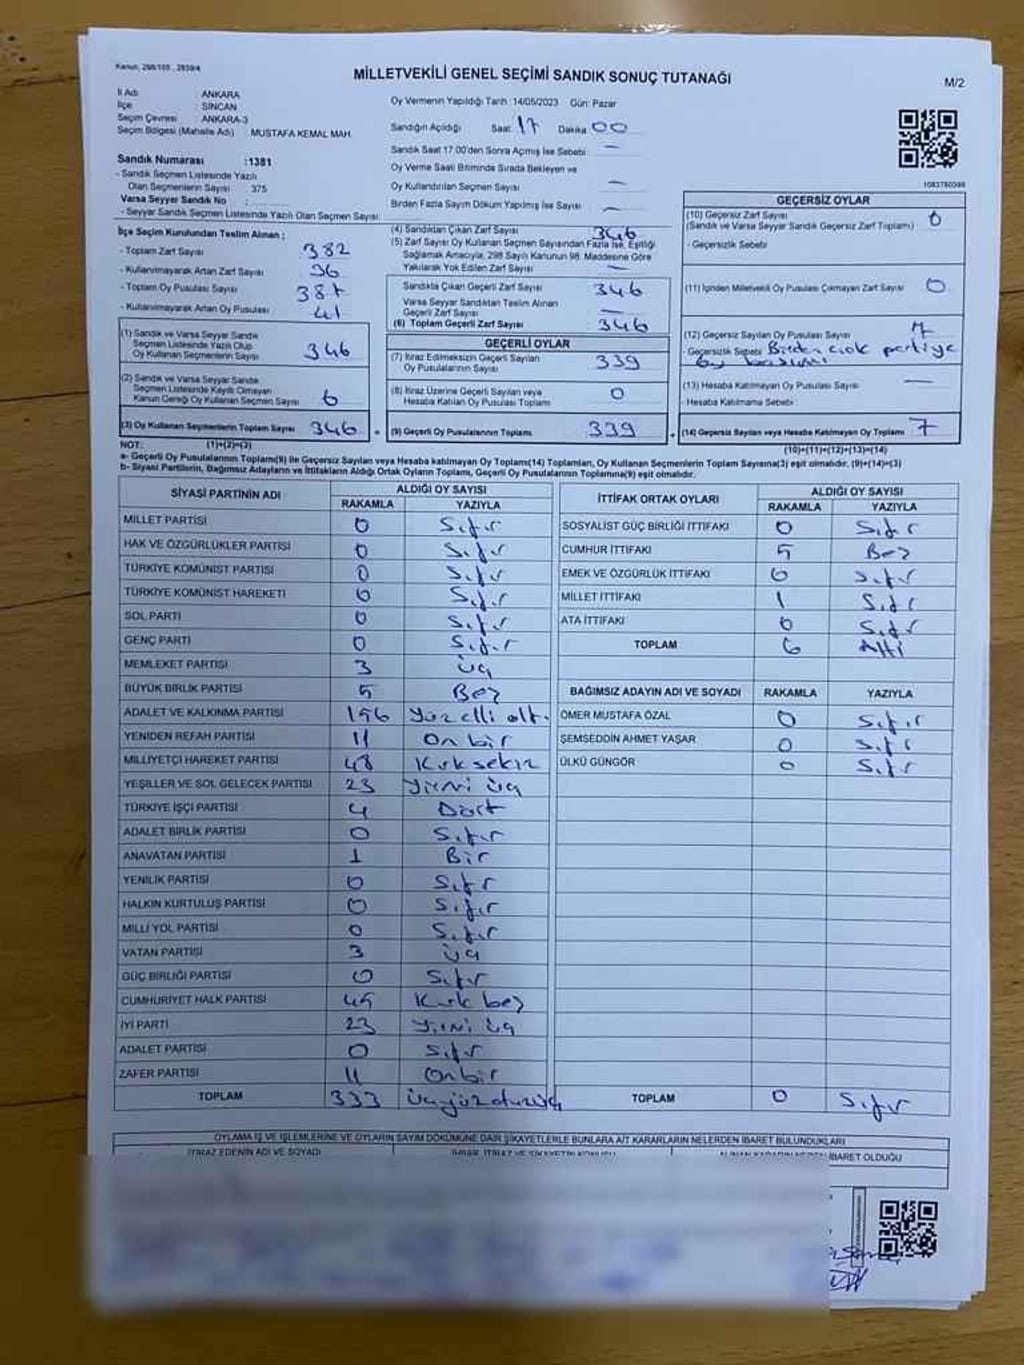 Kanun: 298/105 , 2839/4
MİLLETVEKİLİ GENEL SEÇİMİ SANDIK SONUÇ TUTANAĞI
M/2
İl Adı : ANKARA
İlçe : SİNCAN
Seçim Çevresi : ANKARA-3
Seçim Bölgesi (Mahalle Adı) : MUSTAFA KEMAL MAH.
Sandık Numarası :1381
- Sandık Seçmen Listesinde Yazılı
Olan Seçmenlerin Sayısı : 375
Varsa Seyyar Sandık No :
- Seyyar Sandık Seçmen Listesinde Yazılı Olan Seçmen Sayısı:
Oy Vermenin Yapıldığı Tarih :14/05/2023 Gün: Pazar
Sandığın Açıldığı Saat: 17 Dakika: 00
Sandık Saat 17.00'den Sonra Açmış İse Sebebi : —
Oy Verme Saati Bitiminde Sırada Bekleyen ve
Oy Kullandırılan Seçmen Sayısı —
Birden Fazla Sayım Döküm Yapılmış İse Sayısı : —
1083780099
İlçe Seçim Kurulundan Teslim Alınan :
- Toplam Zarf Sayısı 382
- Kullanılmayarak Artan Zarf Sayısı 36
- Toplam Oy Pusulası Sayısı 387
- Kullanılmayarak Artan Oy Pusulası 41
(1) Sandık ve Varsa Seyyar Sandık
Seçmen Listesinde Yazılı Olup
Oy Kullanan Seçmenlerin Sayısı 346
(2) Sandık ve Varsa Seyyar Sandık
Seçmen Listesinde Kayıtlı Olmayan
Kanun Gereği Oy Kullanan Seçmen Sayısı 0
(3) Oy Kullanan Seçmenlerin Toplam Sayısı 346 =
(4) Sandıktan Çıkan Zarf Sayısı 346
(5) Zarf Sayısı Oy Kullanan Seçmen Sayısından Fazla İse, Eşitliği
Sağlamak Amacıyla, 298 Sayılı Kanunun 98. Maddesine Göre
Yakılarak Yok Edilen Zarf Sayısı —
Sandıkta Çıkan Geçerli Zarf Sayısı 346
Varsa Seyyar Sandıktan Teslim Alınan
Geçerli Zarf Sayısı —
(6) Toplam Geçerli Zarf Sayısı 346
GEÇERLİ OYLAR
(7) İtiraz Edilmeksizin Geçerli Sayılan
Oy Pusulalarının Sayısı 339
(8) İtiraz Üzerine Geçerli Sayılan veya
Hesaba Katılan Oy Pusulası Toplamı 0
(9) Geçerli Oy Pusulalarının Toplamı 339 +
GEÇERSİZ OYLAR
(10) Geçersiz Zarf Sayısı 0
(Sandık ve Varsa Seyyar Sandık Geçersiz Zarf Toplamı)
- Geçersizlik Sebebi
(11) İçinden Milletvekili Oy Pusulası Çıkmayan Zarf Sayısı 0
(12) Geçersiz Sayılan Oy Pusulası Sayısı 7
- Geçersizlik Sebebi Birden çok partiye
oy basımı
(13) Hesaba Katılmayan Oy Pusulası Sayısı —
- Hesaba Katılmama Sebebi :
(14) Geçersiz Sayılan veya Hesaba Katılmayan Oy Toplamı 7
NOT: (1)+(2)=(3) (10)+(11)+(12)+(13)=(14)
a- Geçerli Oy Pusulaları Toplamı(9) ile Geçersiz Sayılan veya Hesaba katılmayan Oy Toplamı(14) Toplamları, Oy Kullanan Seçmenlerin Toplam Sayısına(3) eşit olmalıdır. (9)+(14)=(3)
b- Siyasi Partilerin, Bağımsız Adayların ve İttifakların Aldığı Ortak Oyların Toplamı, Geçerli Oy Pusulalarının Toplamına(9) eşit olmalıdır.
SİYASİ PARTİNİN ADI ALDIĞI OY SAYISI
RAKAMLA YAZIYLA
MİLLET PARTİSİ 0 Sıfır
HAK VE ÖZGÜRLÜKLER PARTİSİ 0 Sıfır
TÜRKİYE KOMÜNİST PARTİSİ 0 Sıfır
TÜRKİYE KOMÜNİST HAREKETİ 0 Sıfır
SOL PARTİ 0 Sıfır
GENÇ PARTİ 0 Sıfır
MEMLEKET PARTİSİ 3 üç
BÜYÜK BİRLİK PARTİSİ 5 Beş
ADALET VE KALKINMA PARTİSİ 156 Yüz elli altı
YENİDEN REFAH PARTİSİ 11 On bir
MİLLİYETÇİ HAREKET PARTİSİ 48 Kırk sekiz
YEŞİLLER VE SOL GELECEK PARTİSİ 23 Yirmi üç
TÜRKİYE İŞÇİ PARTİSİ 4 Dört
ADALET BİRLİK PARTİSİ 0 Sıfır
ANAVATAN PARTİSİ 1 Bir
YENİLİK PARTİSİ 0 Sıfır
HALKIN KURTULUŞ PARTİSİ 0 Sıfır
MİLLİ YOL PARTİSİ 0 Sıfır
VATAN PARTİSİ 3 üç
GÜÇ BİRLİĞİ PARTİSİ 0 Sıfır
CUMHURİYET HALK PARTİSİ 45 Kırk beş
İYİ PARTİ 23 Yirmi üç
ADALET PARTİSİ 0 Sıfır
ZAFER PARTİSİ 11 Onbir
TOPLAM 333 üçyüzotuzüç
İTTİFAK ORTAK OYLARI ALDIĞI OY SAYISI
RAKAMLA YAZIYLA
SOSYALİST GÜÇ BİRLİĞİ İTTİFAKI 0 Sıfır
CUMHUR İTTİFAKI 5 Beş
EMEK VE ÖZGÜRLÜK İTTİFAKI 0 Sıfır
MİLLET İTTİFAKI 1 Sıfır
ATA İTTİFAKI 0 Sıfır
TOPLAM 6 Altı
BAĞIMSIZ ADAYIN ADI VE SOYADI RAKAMLA YAZIYLA
ÖMER MUSTAFA ÖZAL 0 Sıfır
ŞEMSEDDİN AHMET YAŞAR 0 Sıfır
ÜLKÜ GÜNGÖR 0 Sıfır
TOPLAM 0 Sıfır
OYLAMA İŞ VE İŞLEMLERİNE VE OYLARIN SAYIM DÖKÜMÜNE DAİR ŞİKAYETLERLE BUNLARA AİT KARARLARIN NELERDEN İBARET BULUNDUKLARI
İTİRAZ EDENİN ADI VE SOYADI
İBARET OLDUĞU